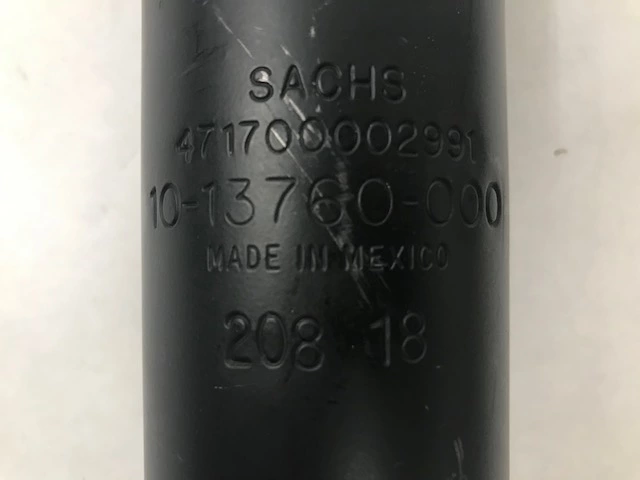 SACHS
471700002991
10-13760-000
MADE IN MEXICO
208 18